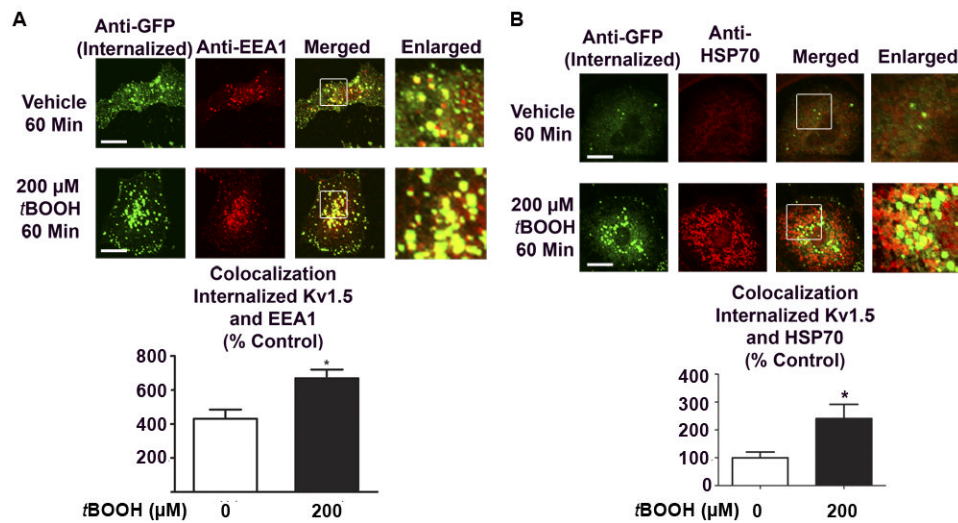 A
Anti-GFP
(Internalized) Anti-EEA1 Merged Enlarged
Vehicle
60 Min
200 µM
tBOOH
60 Min
Colocalization
Internalized Kv1.5
and EEA1
(% Control)
800
600
400
200
*
tBOOH (µM) 0 200
B
Anti-GFP Anti-
(Internalized) HSP70 Merged Enlarged
Vehicle
60 Min
200 µM
tBOOH
60 Min
Colocalization
Internalized Kv1.5
and HSP70
(% Control)
400
300
200
100
0
*
tBOOH (µM) 0 200